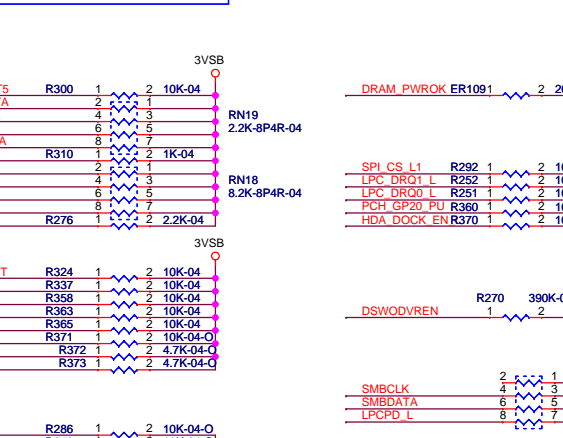 3VSB
T5 R300 1 2 10K-04 DRAM_PWROK ER109 1 2
TA 2 1
4 3 RN19
6 5 2.2K-8P4R-04
A 8 7
R310 1 2 1K-04
2 1 SPI_CS_L1 R292 1 2
4 3 RN18 LPC_DRQ1_L R252 1 2
6 5 8.2K-8P4R-04 LPC_DRQ0_L R251 1 2
8 7 PCH_GP20_PU R360 1 2
R276 1 2 2.2K-04 HDA_DOCK_EN R370 1 2
3VSB
T R324 1 2 10K-04
R337 1 2 10K-04
R358 1 2 10K-04 R270 390K-0
R363 1 2 10K-04 DSWODVREN 1 2
R365 1 2 10K-04
R371 1 2 10K-04-O
R372 1 2 4.7K-04-O
R373 1 2 4.7K-04-O
2 1
SMBCLK 4 3
SMBDATA 6 5
LPCPD_L 8 7
R286 1 2 10K-04-O